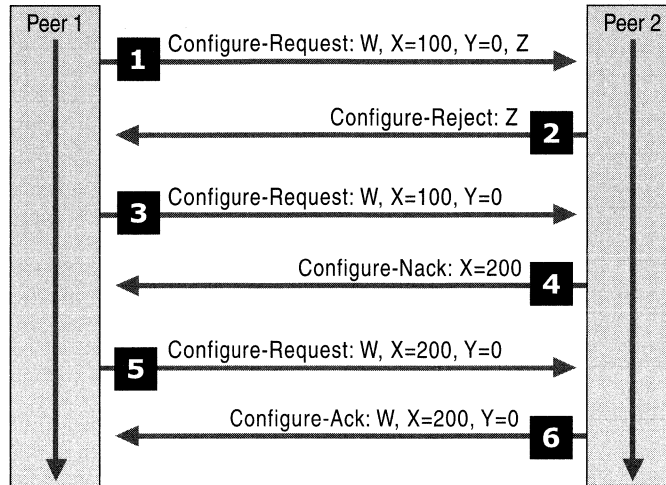 Peer 1
Peer 2
1 Configure-Request: W, X=100, Y=0, Z
Configure-Reject: Z 2
3 Configure-Request: W, X=100, Y=0
Configure-Nack: X=200 4
5 Configure-Request: W, X=200, Y=0
Configure-Ack: W, X=200, Y=0 6